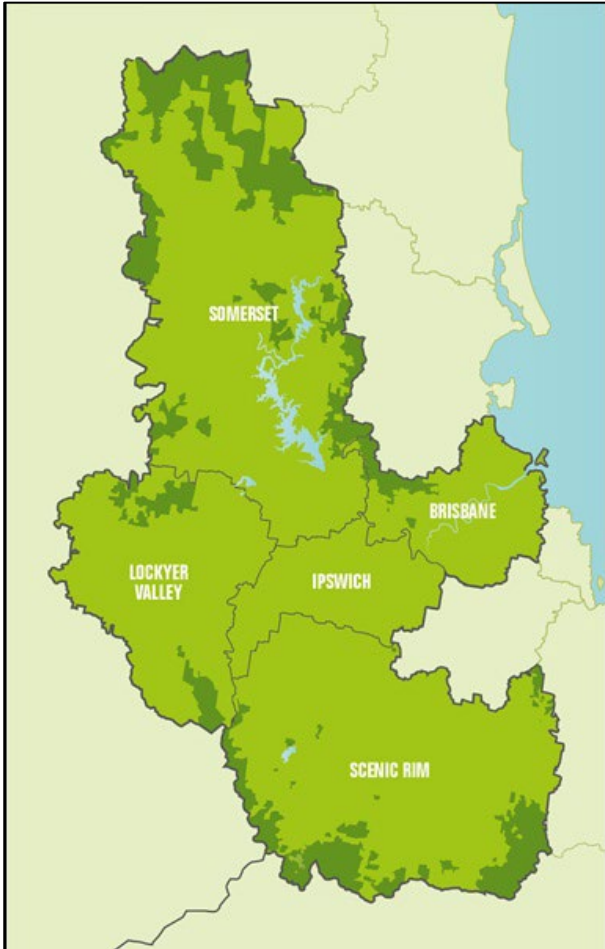 SOMERSET
BRISBANE
LOCKYER
VALLEY
IPSWICH
SCENIC RIM